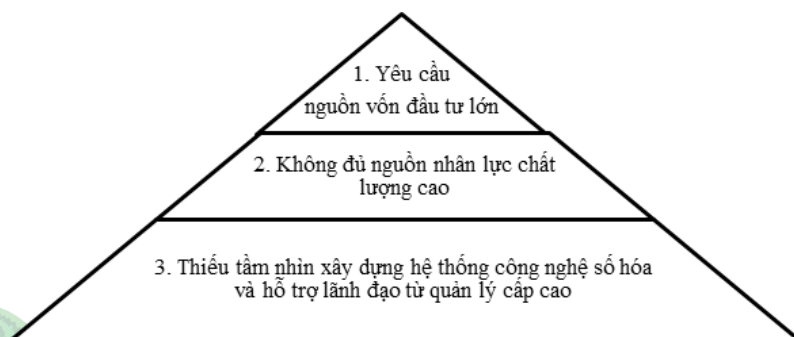 1. Yêu cầu
nguồn vốn đầu tư lớn
2. Không đủ nguồn nhân lực chất
lượng cao
3. Thiếu tầm nhìn xây dựng hệ thống công nghệ số hóa
và hỗ trợ lãnh đạo từ quản lý cấp cao